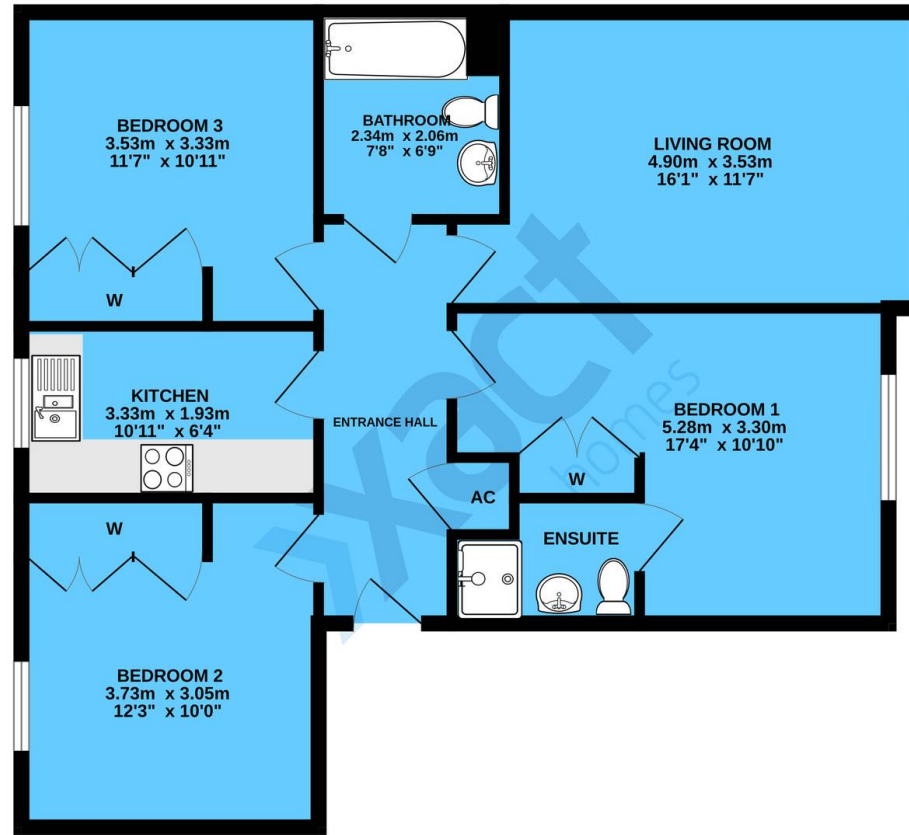 BEDROOM 3
3.53m x 3.33m
11'7" x 10'11"
BATHROOM
2.34m x 2.06m
7'8" x 6'9"
LIVING ROOM
4.90m x 3.53m
16'1" x 11'7"
W
KITCHEN
3.33m x 1.93m
10'11" x 6'4"
ENTRANCE HALL
BEDROOM 1
5.28m x 3.30m
17'4" x 10'10"
W
AC
ENSUITE
W
BEDROOM 2
3.73m x 3.05m
12'3" x 10'0"
xact
homes